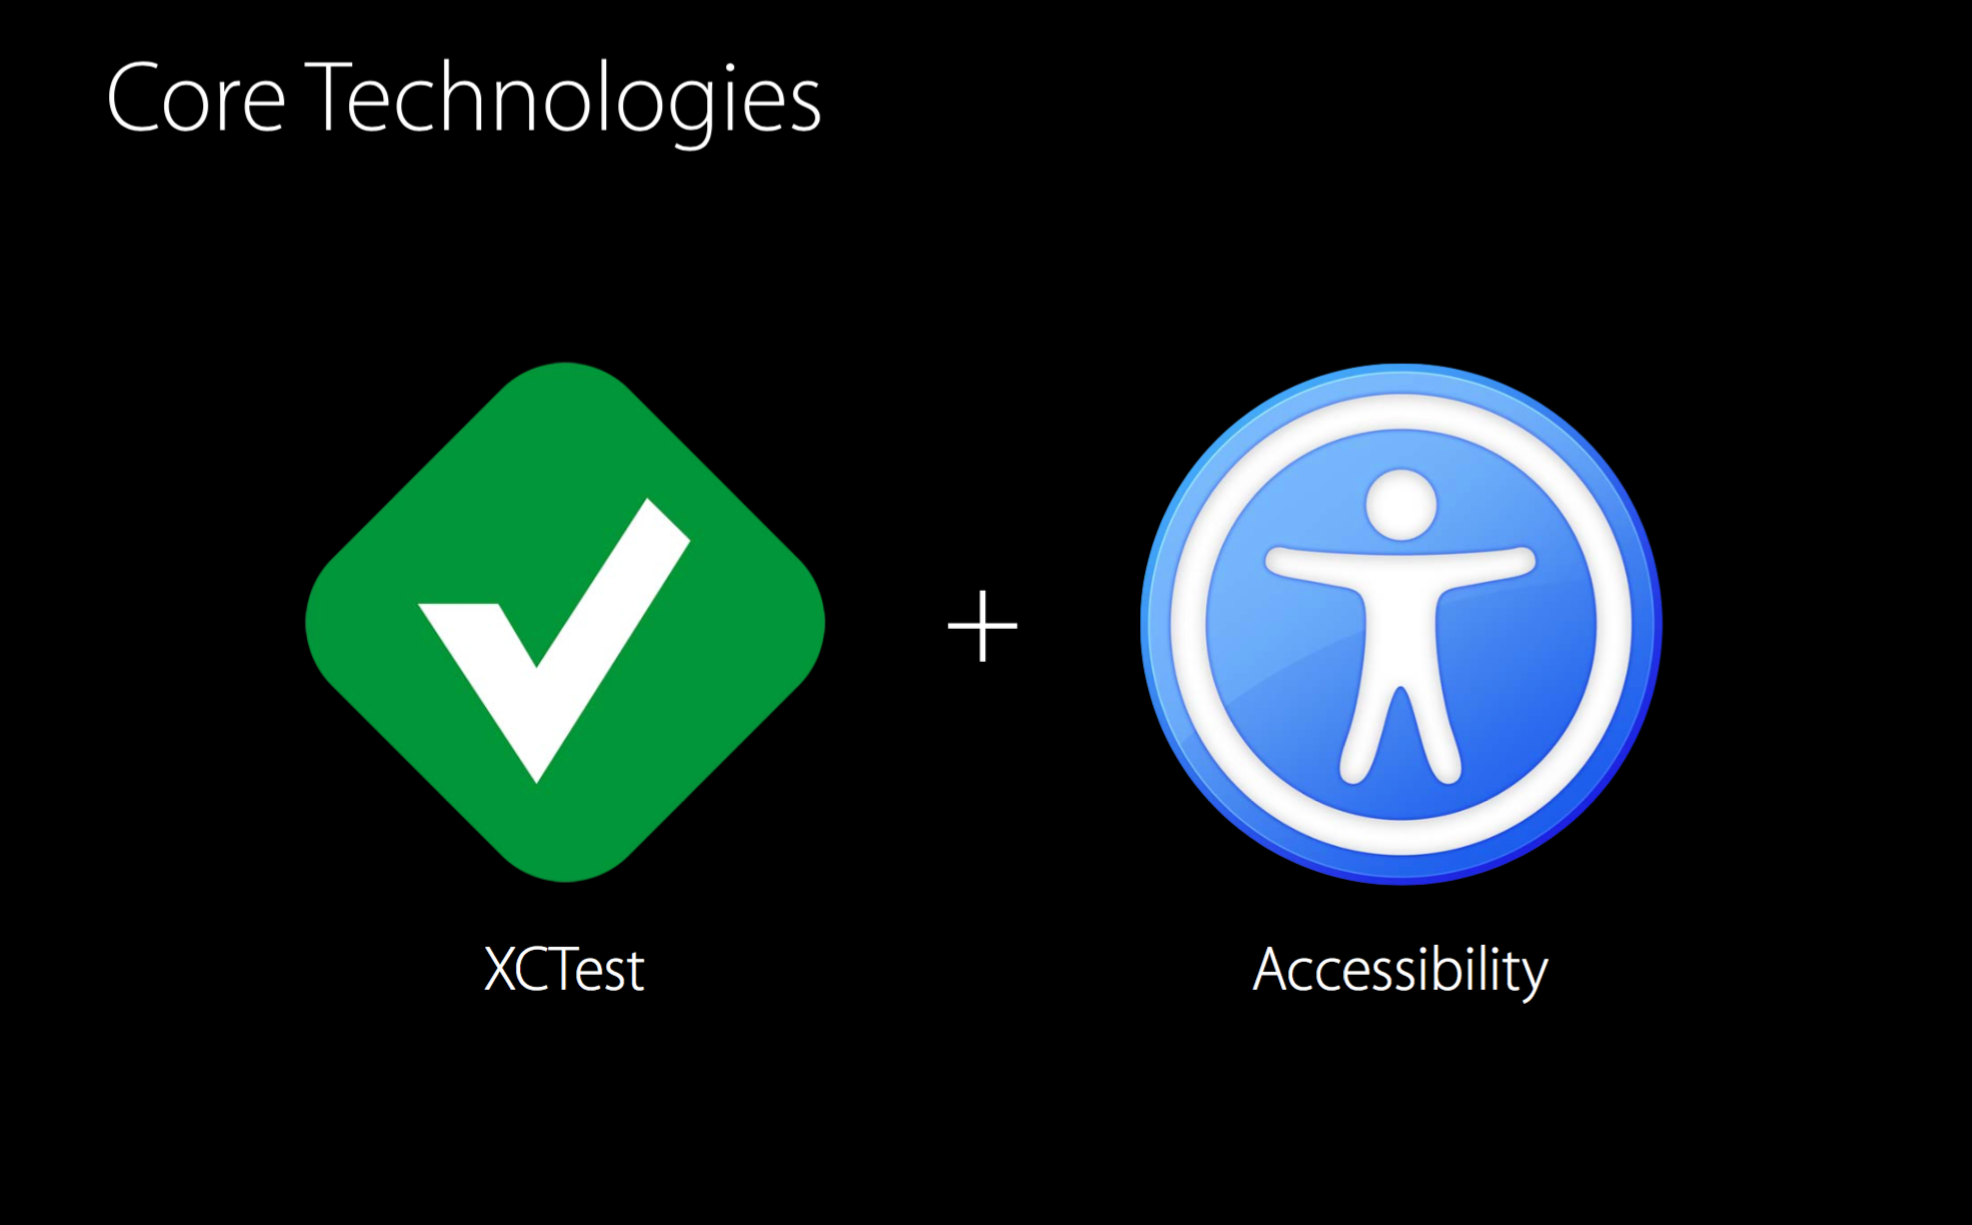 Core Technologies
+
XCTest
Accessibility